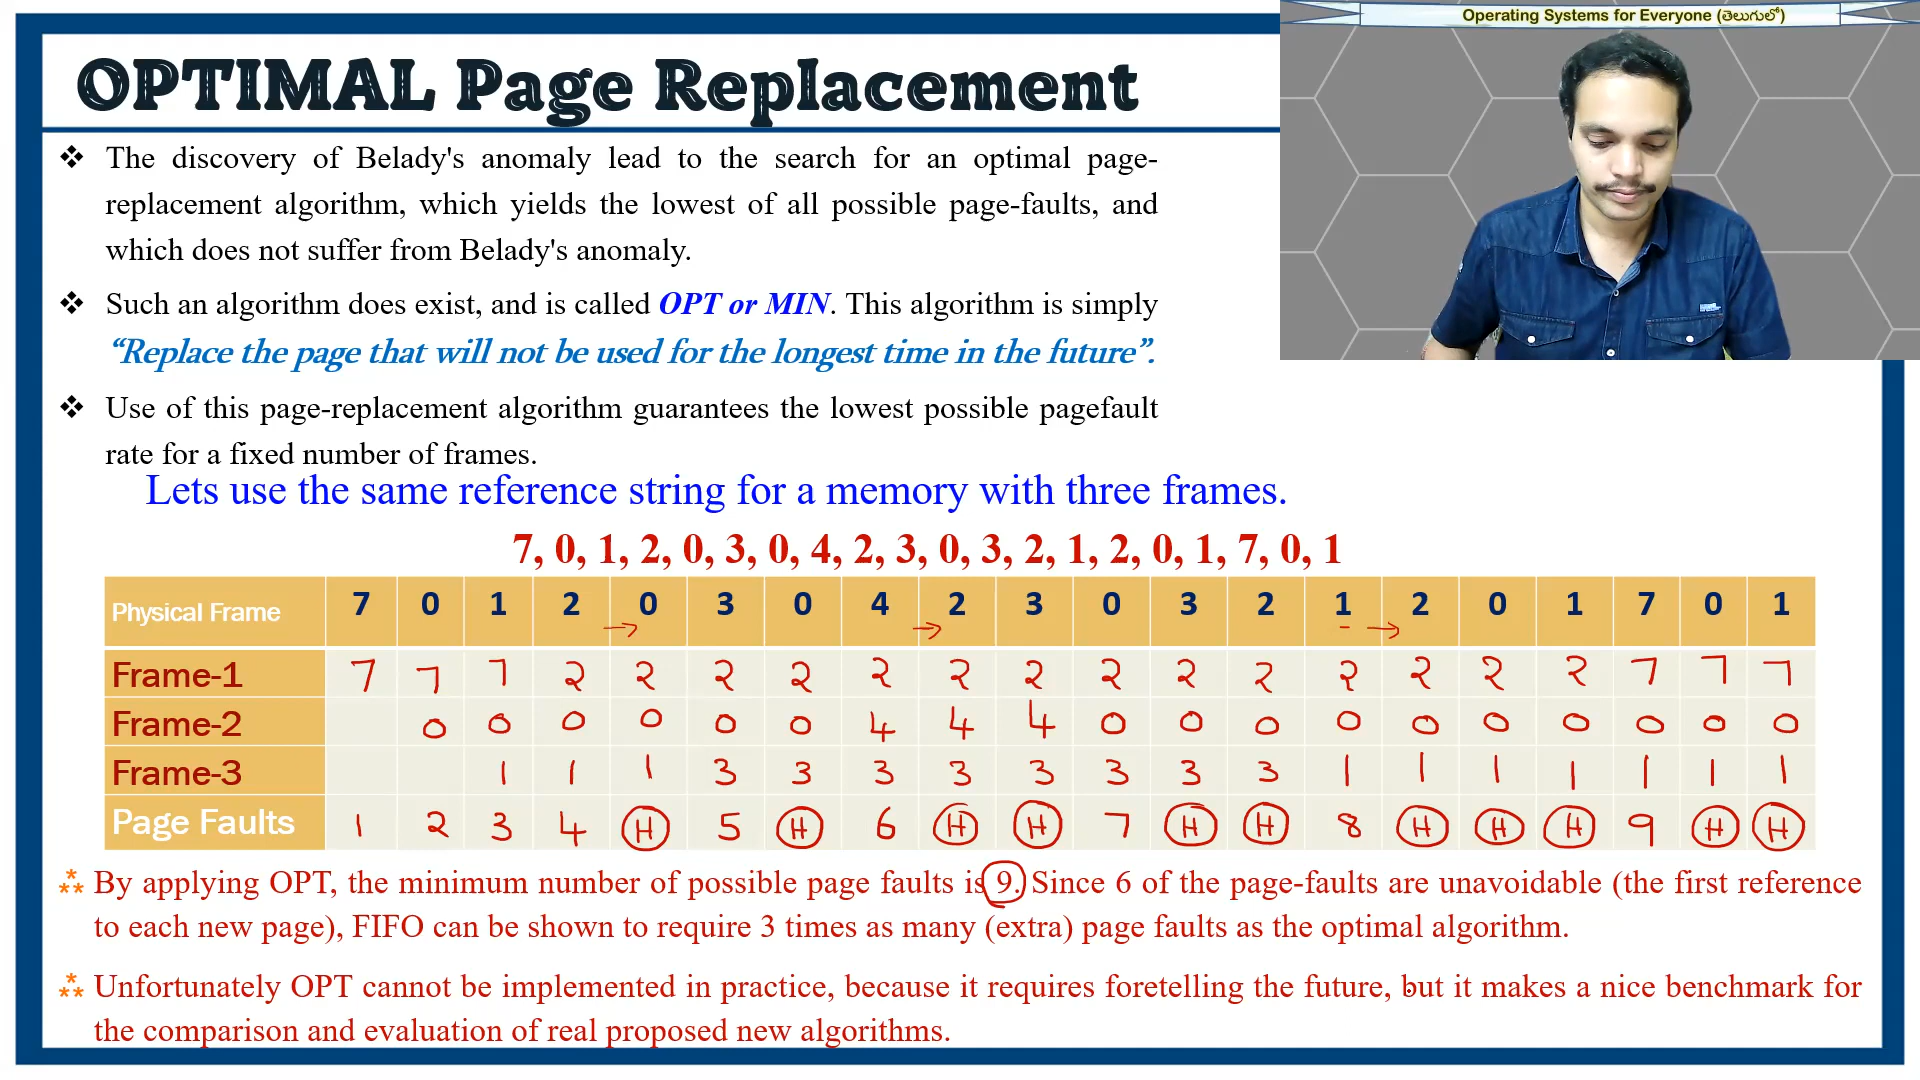 Operating Systems for Everyone (తెలుగులో)
OPTIMAL Page Replacement
❖ The discovery of Belady's anomaly lead to the search for an optimal page-
replacement algorithm, which yields the lowest of all possible page-faults, and
which does not suffer from Belady's anomaly.
❖ Such an algorithm does exist, and is called OPT or MIN. This algorithm is simply
“Replace the page that will not be used for the longest time in the future”.
❖ Use of this page-replacement algorithm guarantees the lowest possible pagefault
rate for a fixed number of frames.
Lets use the same reference string for a memory with three frames.
7, 0, 1, 2, 0, 3, 0, 4, 2, 3, 0, 3, 2, 1, 2, 0, 1, 7, 0, 1
Physical Frame 7 0 1 2 0 3 0 4 2 3 0 3 2 1 2 0 1 7 0 1
Frame-1 7 7 7 2 2 2 2 2 2 2 2 2 2 2 2 2 2 7 7 7
Frame-2 0 0 0 0 0 0 4 4 4 0 0 0 0 0 0 0 0 0 0
Frame-3 1 1 1 3 3 3 3 3 3 3 3 1 1 1 1 1 1 1
Page Faults 1 2 3 4 H 5 H 6 H H 7 H H 8 H H H 9 H H
By applying OPT, the minimum number of possible page faults is 9. Since 6 of the page-faults are unavoidable (the first reference
to each new page), FIFO can be shown to require 3 times as many (extra) page faults as the optimal algorithm.
Unfortunately OPT cannot be implemented in practice, because it requires foretelling the future, but it makes a nice benchmark for
the comparison and evaluation of real proposed new algorithms.